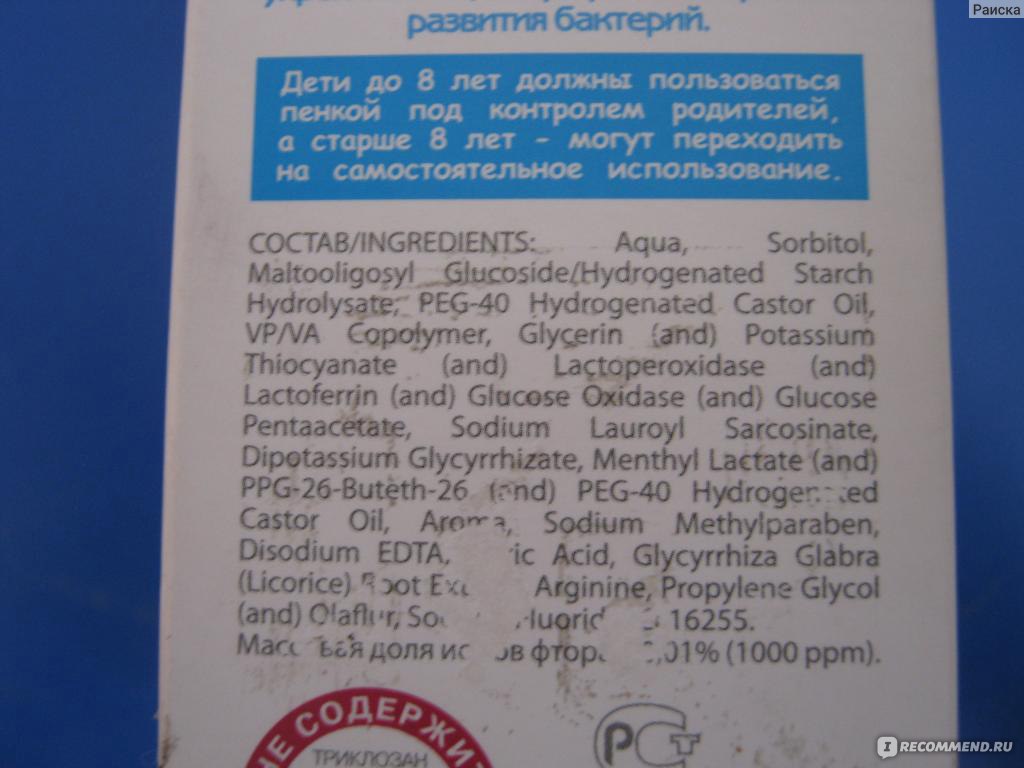 Раиска
развития бактерий.
Дети до 8 лет должны пользоваться
пенкой под контролем родителей,
а старше 8 лет - могут переходить
на самостоятельное использование.
СОСТАВ/INGREDIENTS: Aqua, Sorbitol,
Maltooligosyl Glucoside/Hydrogenated Starch
Hydrolysate, PEG-40 Hydrogenated Castor Oil,
VP/VA Copolymer, Glycerin (and) Potassium
Thiocyanate (and) Lactoperoxidase (and)
Lactoferrin (and) Glucose Oxidase (and) Glucose
Pentaacetate, Sodium Lauroyl Sarcosinate,
Dipotassium Glycyrrhizate, Menthyl Lactate (and)
PPG-26-Buteth-26 (and) PEG-40 Hydrogenated
Castor Oil, Aroma, Sodium Methylparaben,
Disodium EDTA, Acid, Glycyrrhiza Glabra
(Licorice) Root Arginine, Propylene Glycol
(and) Olaflur, 16255.
Массовая доля (1000 ppm).
НЕ СОДЕРЖИТ
ТРИКЛОЗАН
РСТ
IRECOMMEND.RU